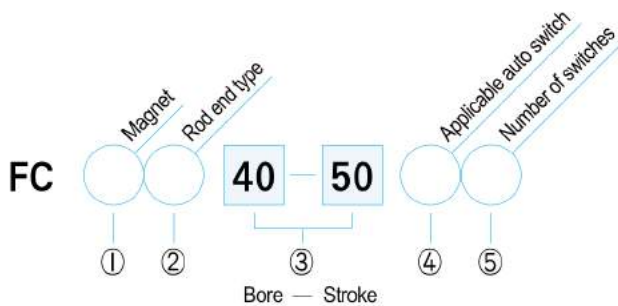 Magnet
Rod end type
Applicable auto switch
Number of switches
FC 40 — 50
① ② ③ ④ ⑤
Bore — Stroke